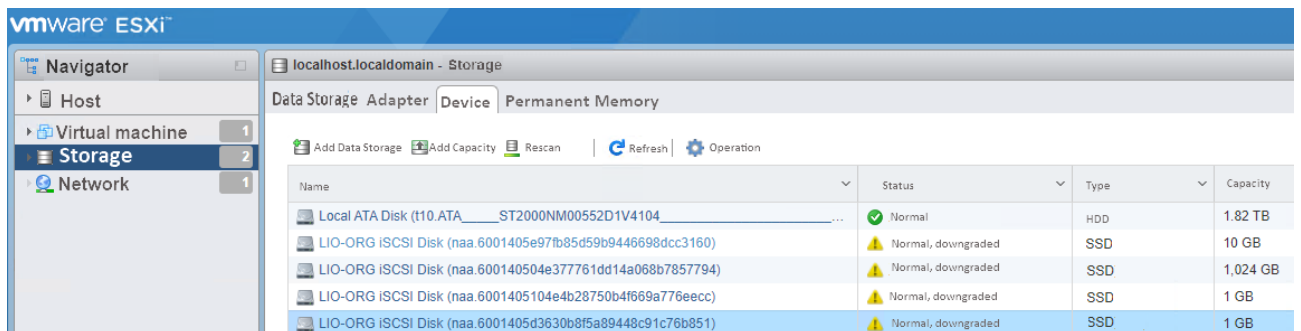 vmware ESXi™
Navigator
localhost.localdomain - Storage
Host
Data Storage Adapter Device Permanent Memory
Virtual machine 1
Add Data Storage Add Capacity Rescan Refresh Operation
Storage 2
Network 1
Name Status Type Capacity
Local ATA Disk (t10.ATA_____ST2000NM00552D1V4104________________________... Normal HDD 1.82 TB
LIO-ORG iSCSI Disk (naa.6001405e97fb85d59b9446698dcc3160) Normal, downgraded SSD 10 GB
LIO-ORG iSCSI Disk (naa.600140504e377761dd14a068b7857794) Normal, downgraded SSD 1,024 GB
LIO-ORG iSCSI Disk (naa.6001405104e4b28750b4f669a776eecc) Normal, downgraded SSD 1 GB
LIO-ORG iSCSI Disk (naa.6001405d3630b8f5a89448c91c76b851) Normal, downgraded SSD 1 GB